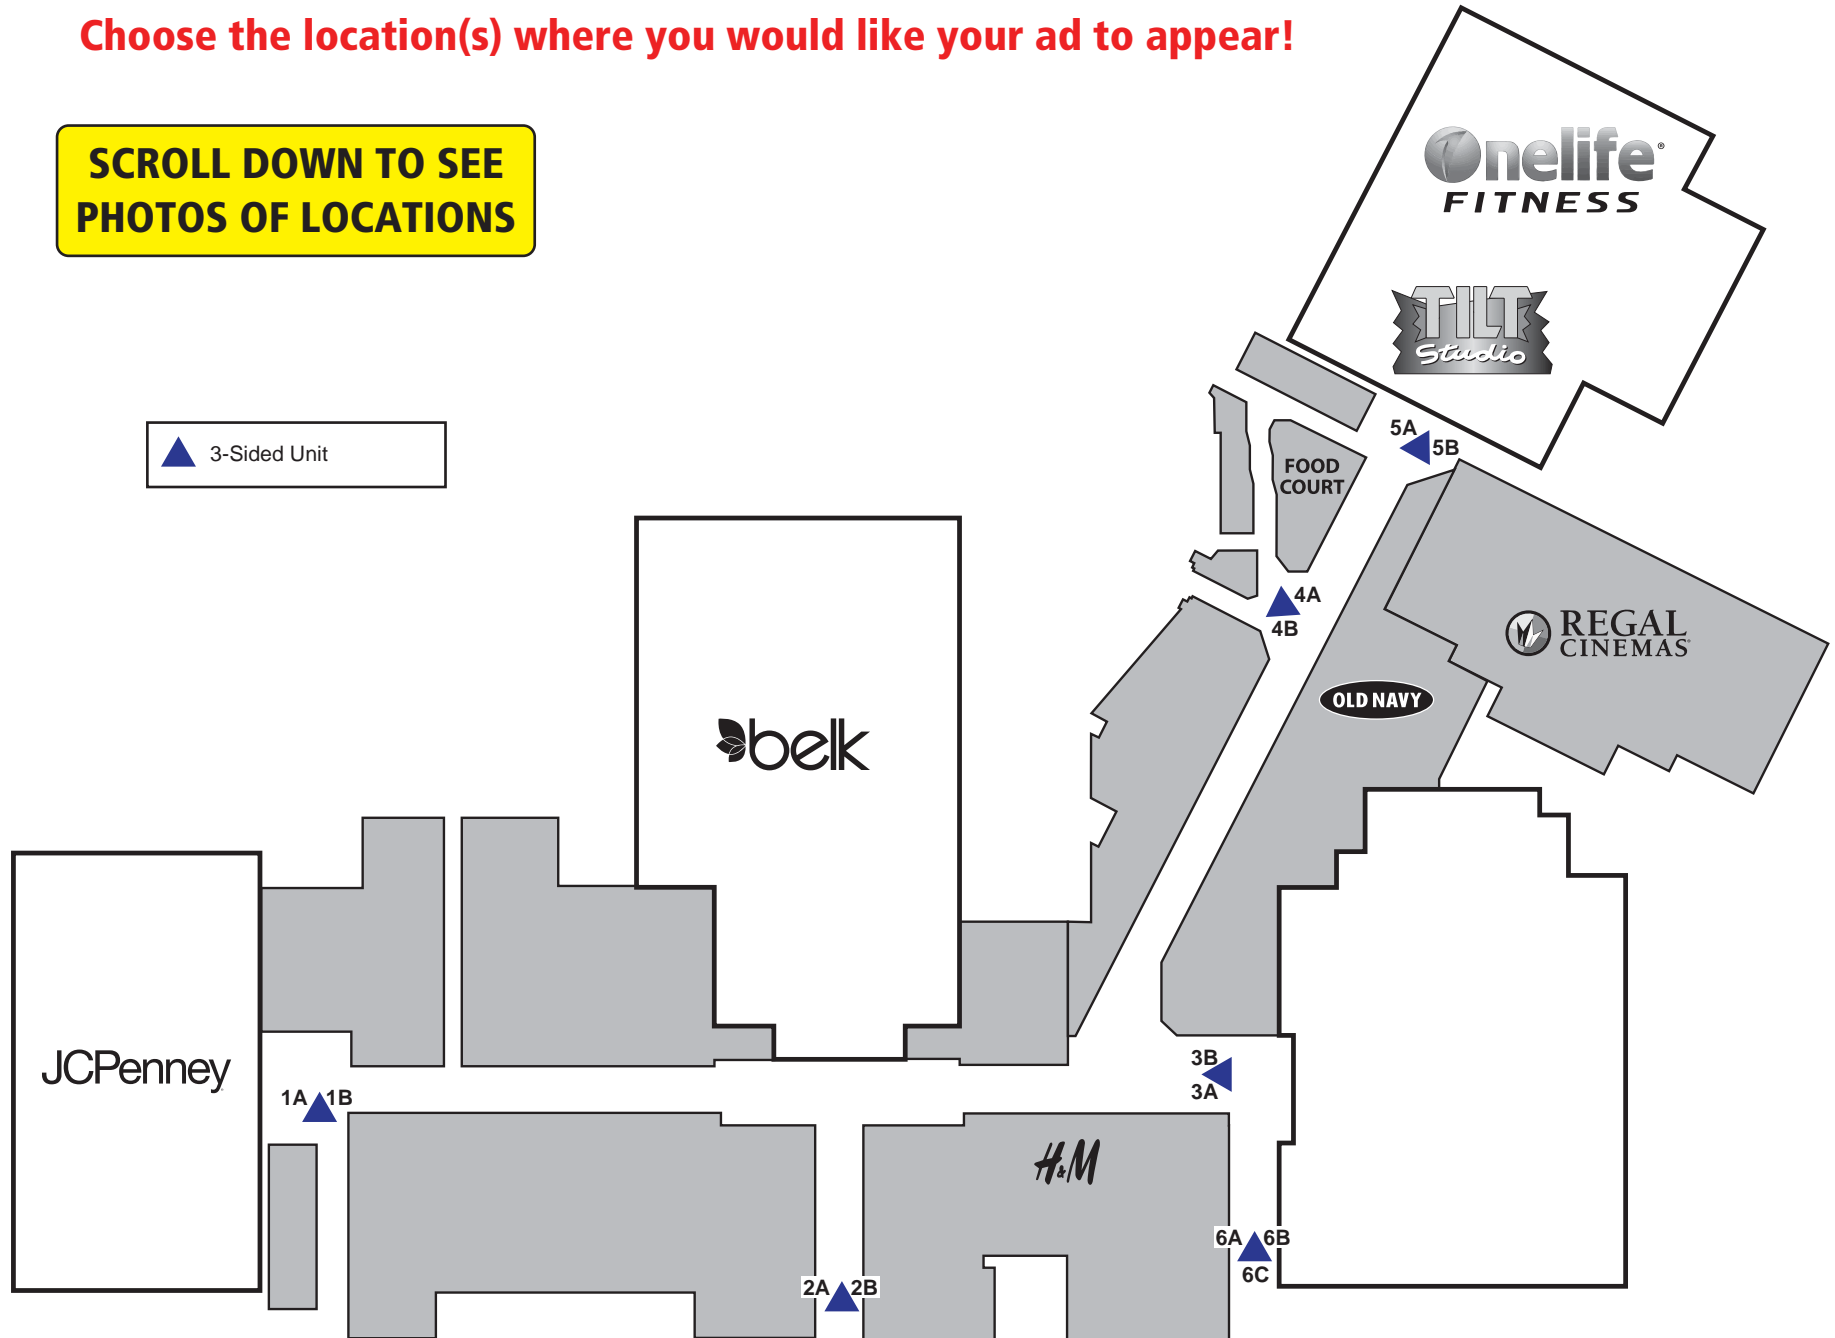 Choose the location(s) where you would like your ad to appear!
SCROLL DOWN TO SEE
PHOTOS OF LOCATIONS
3-Sided Unit
Onelife®
FITNESS
TILT
Studio
5A
5B
FOOD
COURT
4A
4B
REGAL
CINEMAS
OLD NAVY
belk
JCPenney
1A
1B
3B
3A
H&M
6A
6B
6C
2A
2B